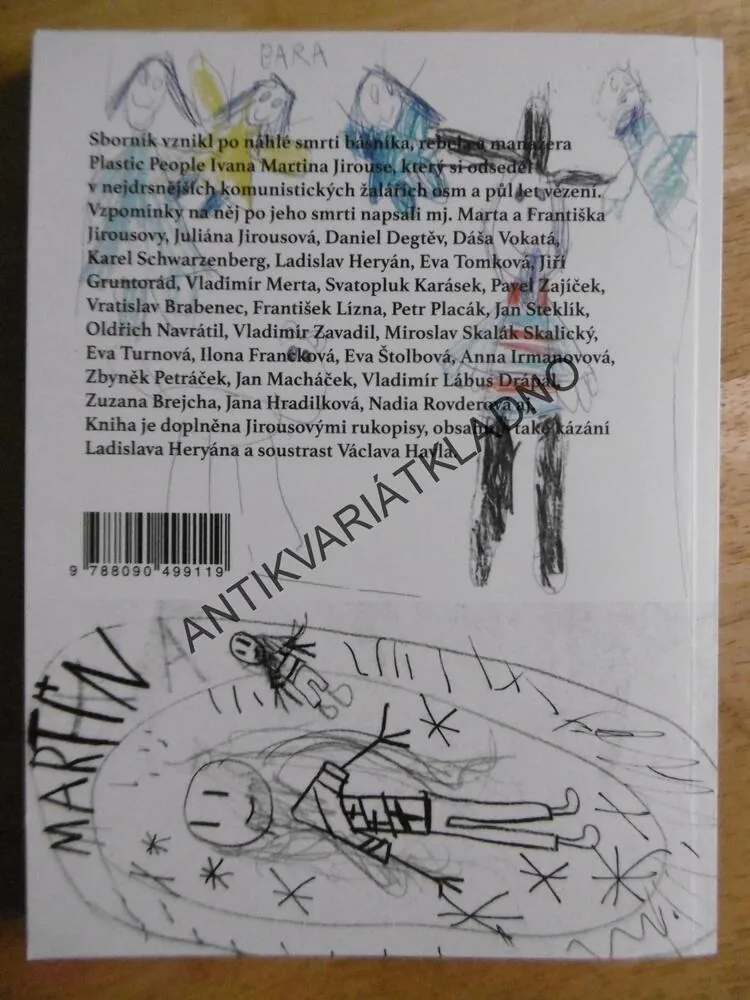 BARA
Sborník vznikl po náhlé smrti básníka, rebela a manažera
Plastic People Ivana Martina Jirouse, který si odseděl
v nejdrsnějších komunistických žalářích osm a půl let vězení.
Vzpomínky na něj po jeho smrti napsali mj. Marta a Františka
Jirousovy, Juliána Jirousová, Daniel Degtěv, Dáša Vokatá,
Karel Schwarzenberg, Ladislav Heryán, Eva Tomková, Jiří
Gruntorád, Vladimír Merta, Svatopluk Karásek, Pavel Zajíček,
Vratislav Brabenec, František Lízna, Petr Placák, Jan Steklík,
Oldřich Navrátil, Vladimír Zavadil, Miroslav Skalák Skalický,
Eva Turnová, Ilona Francková, Eva Štolbová, Anna Irmanovová,
Zbyněk Petráček, Jan Macháček, Vladimír Lábus Drápal,
Zuzana Brejcha, Jana Hradilková, Nadia Rovderová aj.
Kniha je doplněna Jirousovými rukopisy, obsahuje také kázání
Ladislava Heryána a soustrast Václava Havla.
ANTIKVARIÁTKLADNO
9 788090 499119
MARTIN